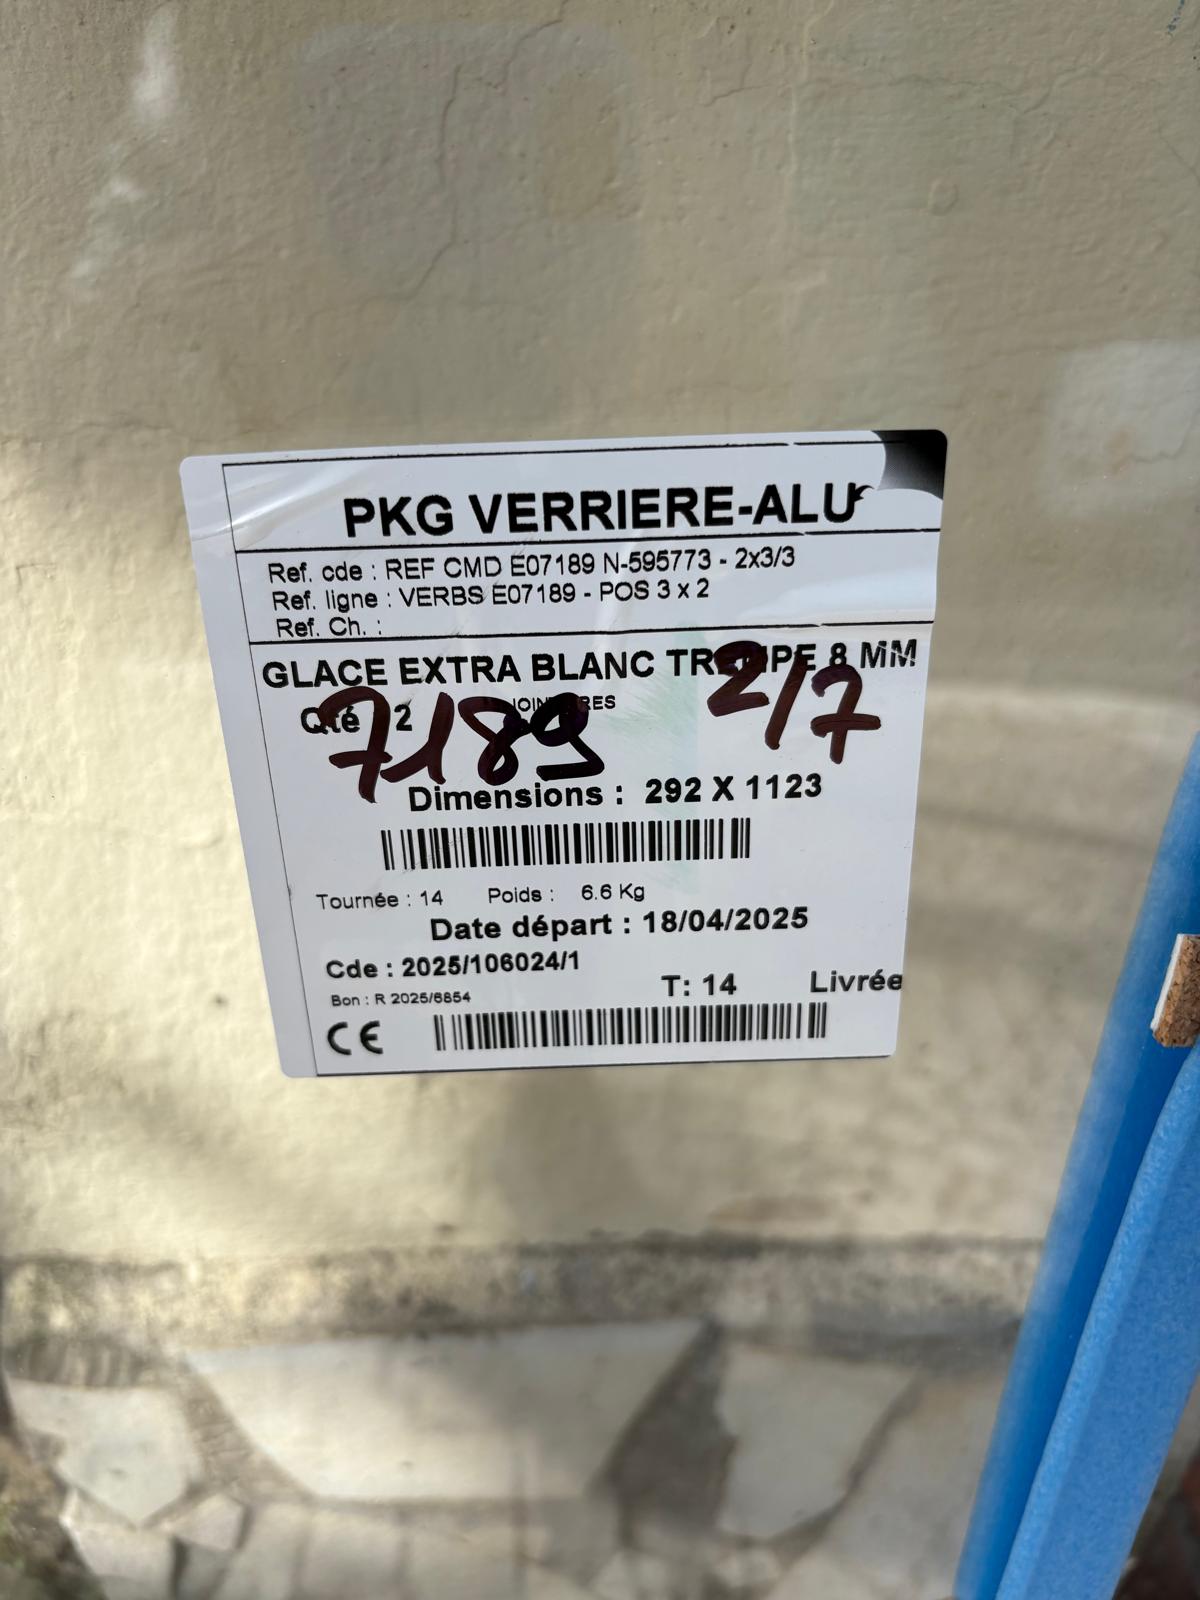 PKG VERRIERE-ALU
Ref. cde : REF CMD E07189 N-595773 - 2x3/3
Ref. ligne : VERBS E07189 - POS 3 x 2
Ref. Ch. :
GLACE EXTRA BLANC TREMPE 8 MM
Qté 2
7189 2/7
Dimensions : 292 X 1123
Tournée : 14 Poids : 6.6 Kg
Date départ : 18/04/2025
Cde : 2025/106024/1
Bon : R 2025/6854 T: 14 Livrée
CE